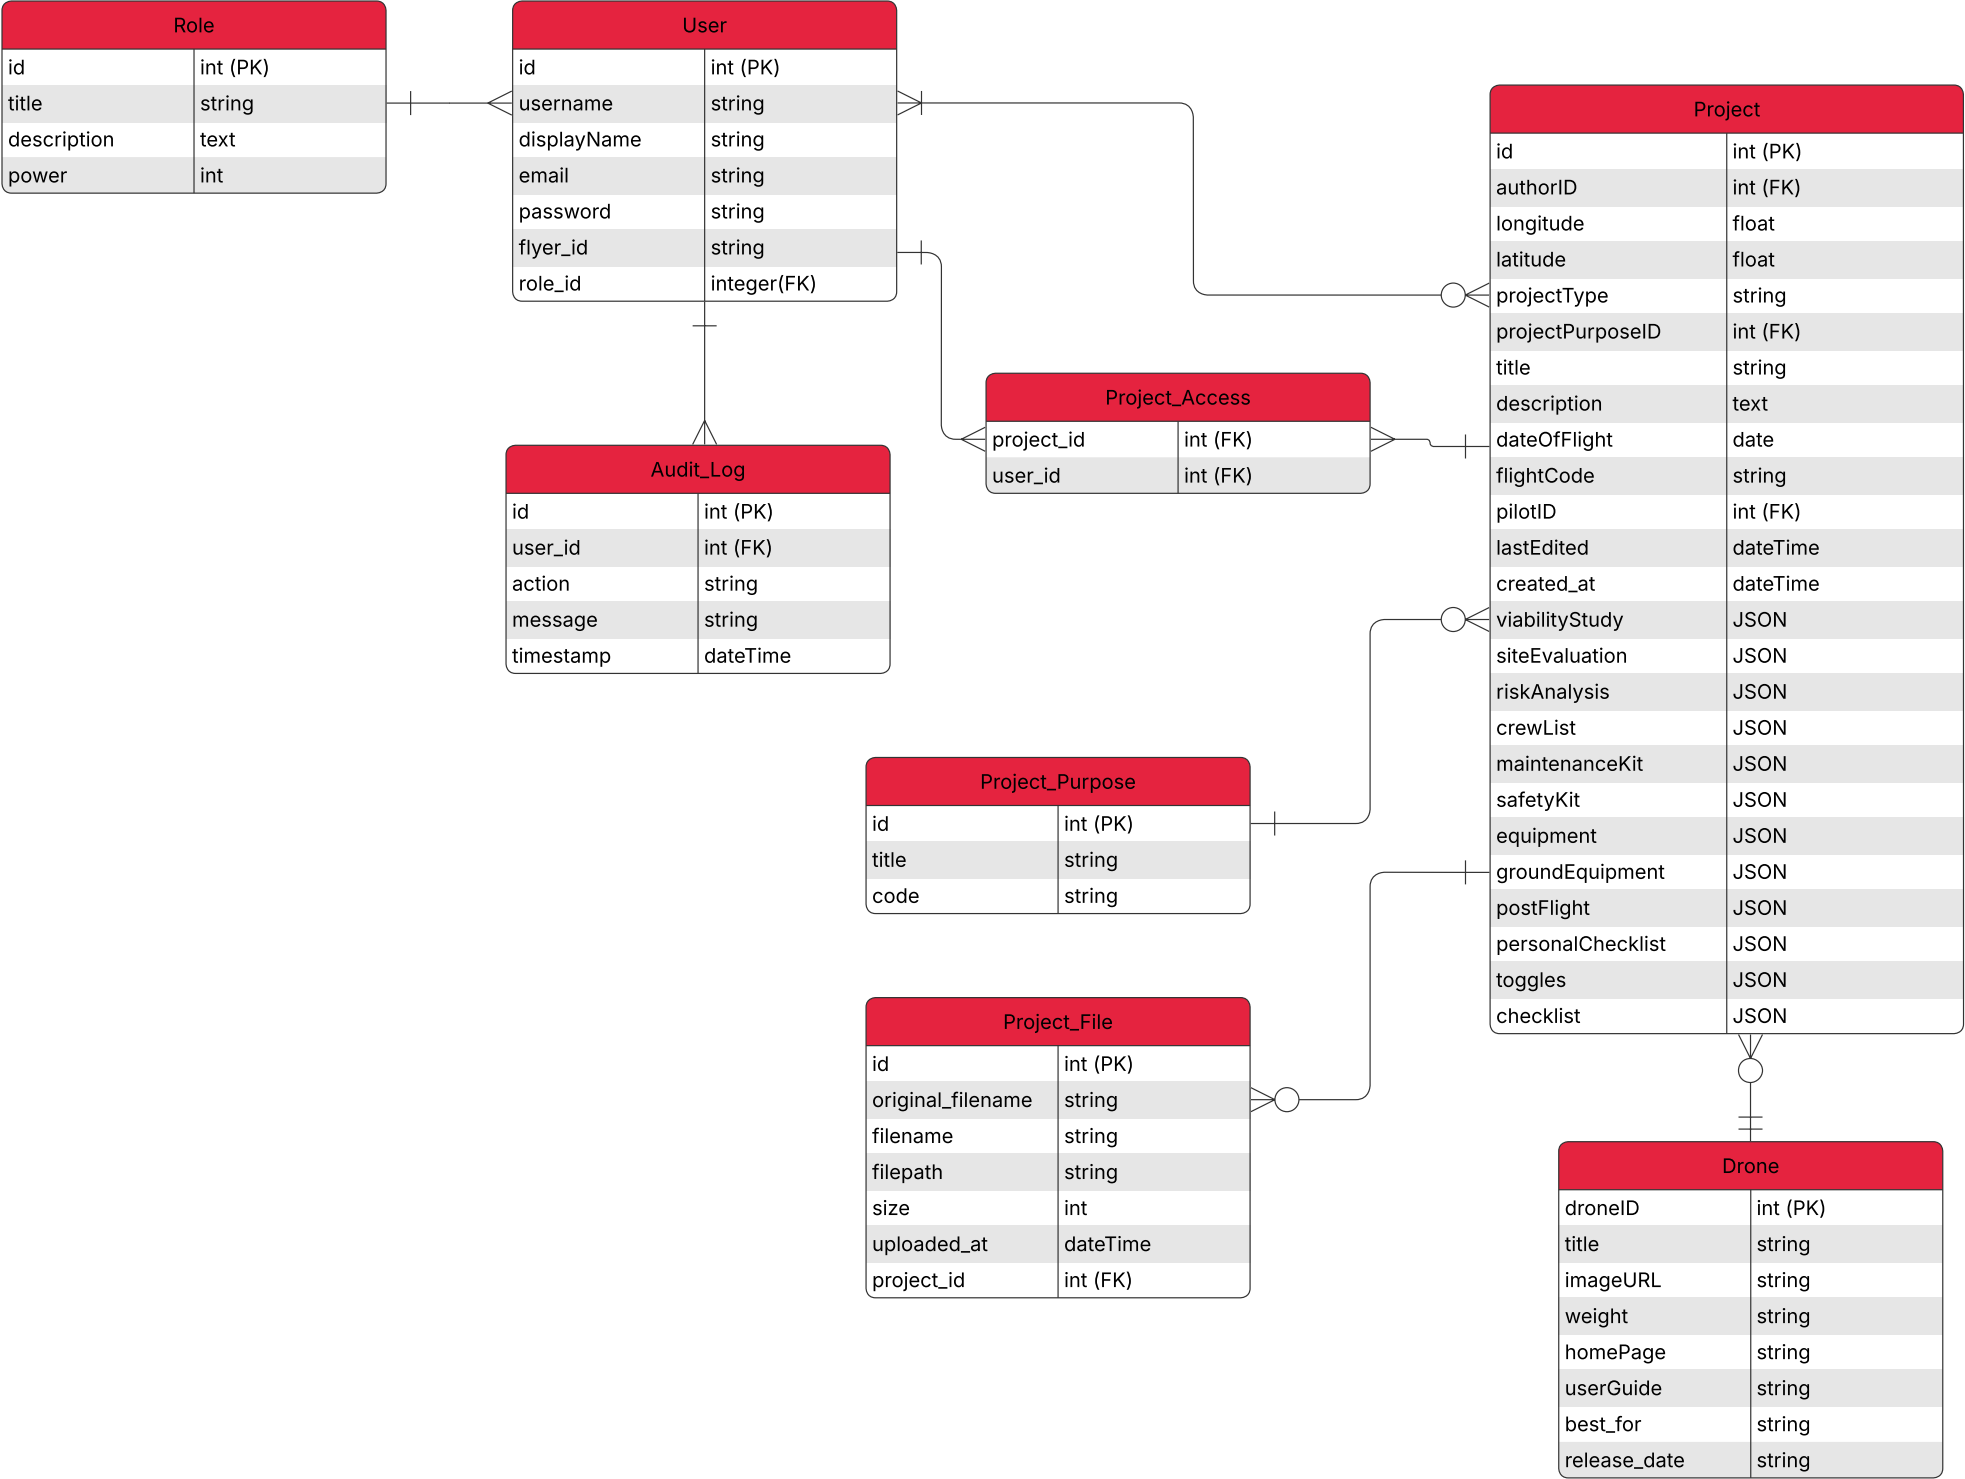 Role
id int (PK)
title string
description text
power int
User
id int (PK)
username string
displayName string
email string
password string
flyer_id string
role_id integer(FK)
Project
id int (PK)
authorID int (FK)
longitude float
latitude float
projectType string
projectPurposeID int (FK)
title string
description text
dateOfFlight date
flightCode string
pilotID int (FK)
lastEdited dateTime
created_at dateTime
viabilityStudy JSON
siteEvaluation JSON
riskAnalysis JSON
crewList JSON
maintenanceKit JSON
safetyKit JSON
equipment JSON
groundEquipment JSON
postFlight JSON
personalChecklist JSON
toggles JSON
checklist JSON
Project_Access
project_id int (FK)
user_id int (FK)
Audit_Log
id int (PK)
user_id int (FK)
action string
message string
timestamp dateTime
Project_Purpose
id int (PK)
title string
code string
Project_File
id int (PK)
original_filename string
filename string
filepath string
size int
uploaded_at dateTime
project_id int (FK)
Drone
droneID int (PK)
title string
imageURL string
weight string
homePage string
userGuide string
best_for string
release_date string